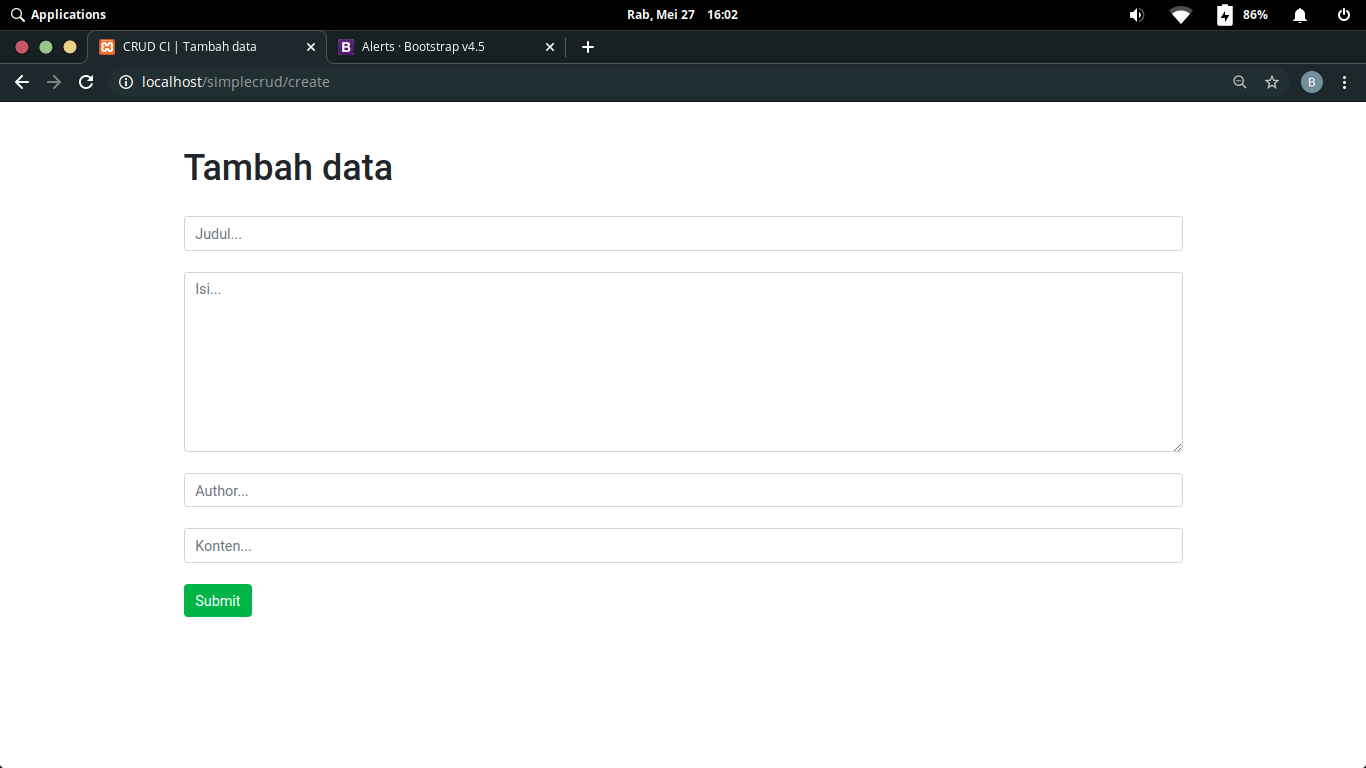 Applications
Rab, Mei 27 16:02
86%
CRUD CI | Tambah data
Alerts · Bootstrap v4.5
localhost/simplecrud/create
B
Tambah data
Judul...
Isi...
Author...
Konten...
Submit